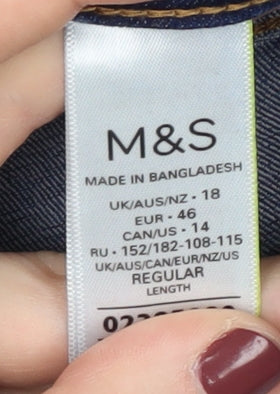 M&S
MADE IN BANGLADESH
UK/AUS/NZ - 18
EUR - 46
CAN/US - 14
RU - 152/182-108-115
UK/AUS/CAN/EUR/NZ/US
REGULAR
LENGTH